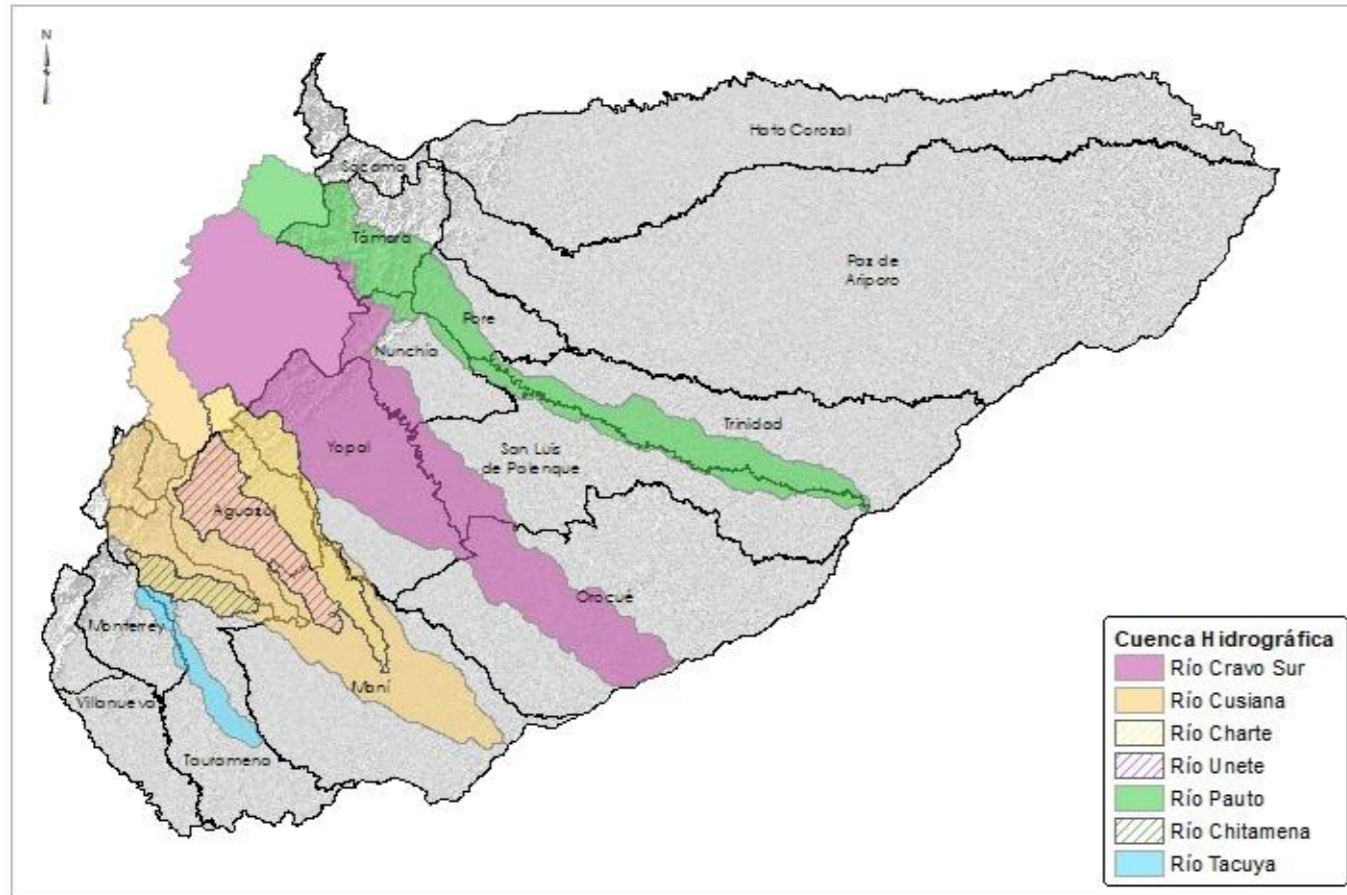 N
Hato Corozal
Sácama
Paz de
Ariporo
Támara
Pore
Nunchía
Trinidad
San Luís
de Palenque
Yopal
Aguazul
Orocué
Monterrey
Maní
Villanueva
Tauramena
Cuenca Hidrográfica
Río Cravo Sur
Río Cusiana
Río Charte
Río Unete
Río Pauto
Río Chitamena
Río Tacuya